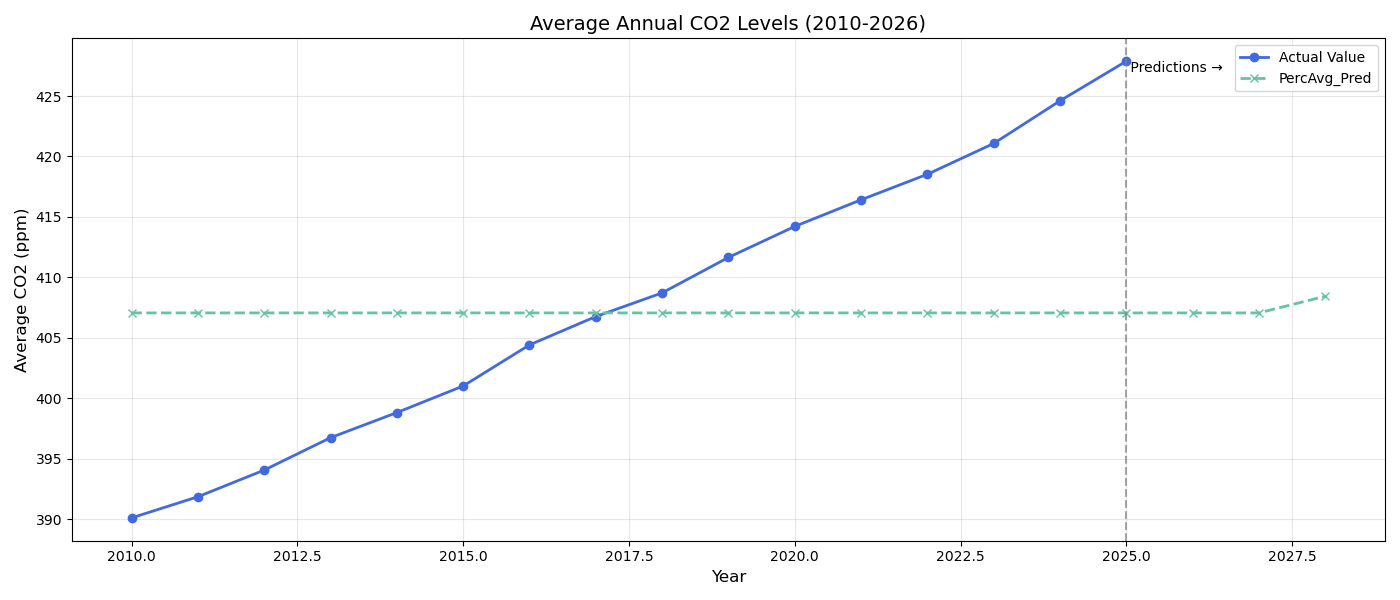 Average Annual CO2 Levels (2010-2026)
Average CO2 (ppm)
425
420
415
410
405
400
395
390
Predictions →
Actual Value
PercAvg_Pred
2010.0 2012.5 2015.0 2017.5 2020.0 2022.5 2025.0 2027.5
Year